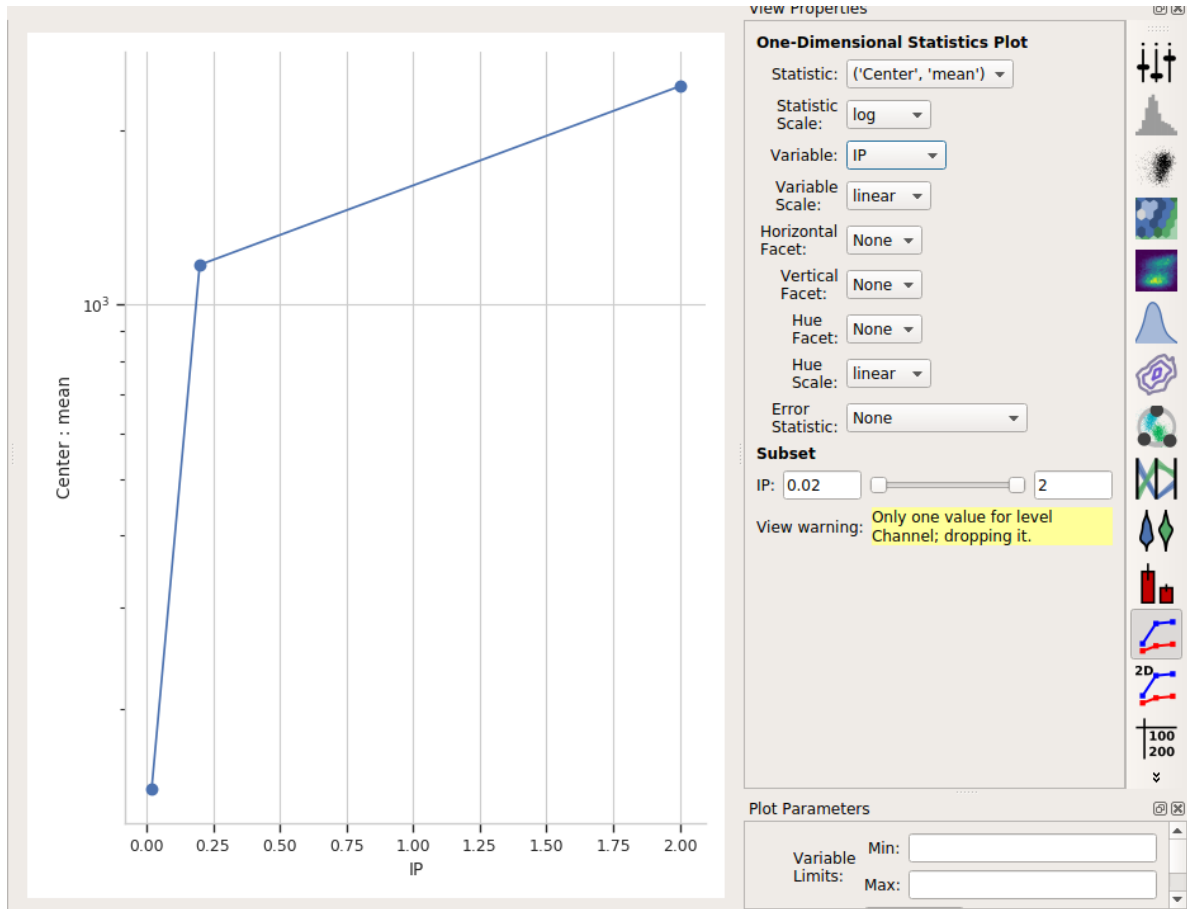 View Properties
One-Dimensional Statistics Plot
Statistic: ('Center', 'mean')
Statistic
Scale: log
Variable: IP
Variable
Scale: linear
Horizontal
Facet: None
Vertical
Facet: None
Hue
Facet: None
Hue
Scale: linear
Error
Statistic: None
Subset
IP: 0.02 2
View warning: Only one value for level
Channel; dropping it.
Plot Parameters
Variable
Limits:
Min:
Max:
10³
Center : mean
0.00 0.25 0.50 0.75 1.00 1.25 1.50 1.75 2.00
IP
2D
100
200